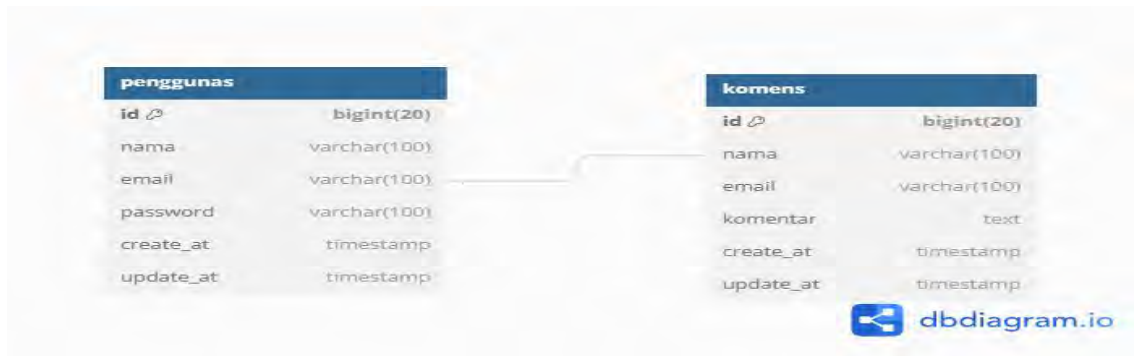 penggunas
id bigint(20)
nama varchar(100)
email varchar(100)
password varchar(100)
create_at timestamp
update_at timestamp
komens
id bigint(20)
nama varchar(100)
email varchar(100)
komentar text
create_at timestamp
update_at timestamp
dbdiagram.io